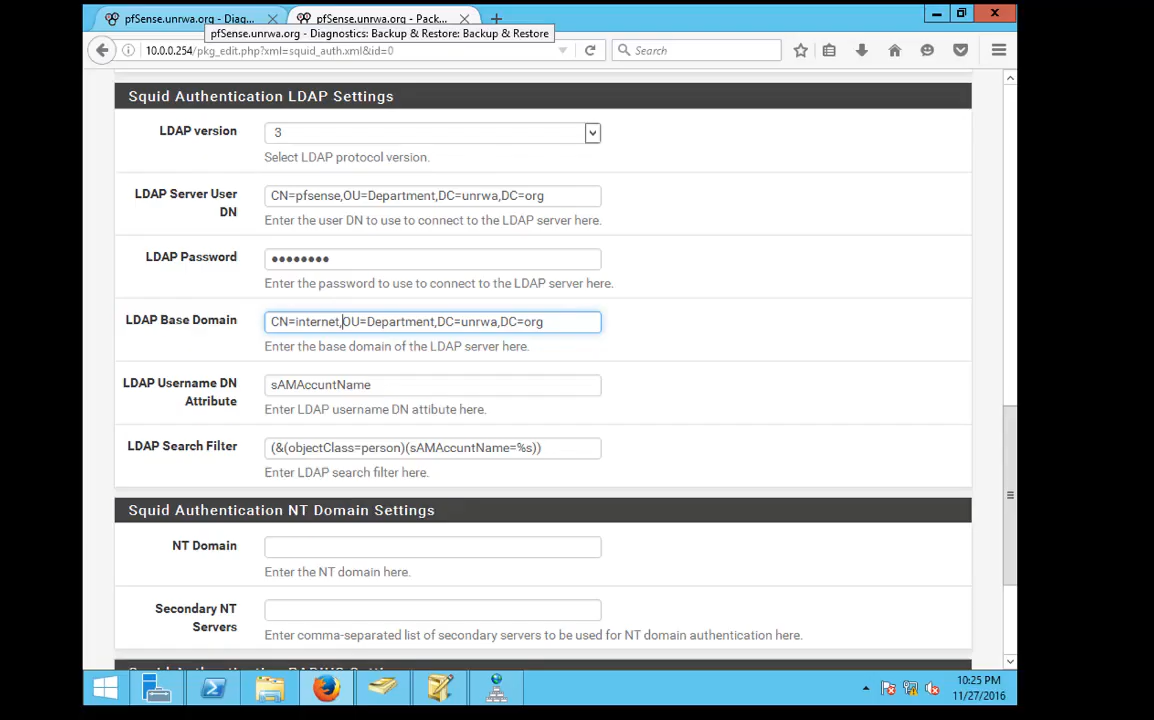 pfSense.unrwa.org - Diag...
pfSense.unrwa.org - Pack...
pfSense.unrwa.org - Diagnostics: Backup & Restore: Backup & Restore
10.0.0.254/pkg_edit.php?xml=squid_auth.xml&id=0
Search
Squid Authentication LDAP Settings
LDAP version
3
Select LDAP protocol version.
LDAP Server User DN
CN=pfsense,OU=Department,DC=unrwa,DC=org
Enter the user DN to use to connect to the LDAP server here.
LDAP Password
••••••••
Enter the password to use to connect to the LDAP server here.
LDAP Base Domain
CN=internet,OU=Department,DC=unrwa,DC=org
Enter the base domain of the LDAP server here.
LDAP Username DN Attribute
sAMAccuntName
Enter LDAP username DN attibute here.
LDAP Search Filter
(&(objectClass=person)(sAMAccuntName=%s))
Enter LDAP search filter here.
Squid Authentication NT Domain Settings
NT Domain
Enter the NT domain here.
Secondary NT Servers
Enter comma-separated list of secondary servers to be used for NT domain authentication here.
Squid Authentication RADIUS Settings
10:25 PM
11/27/2016